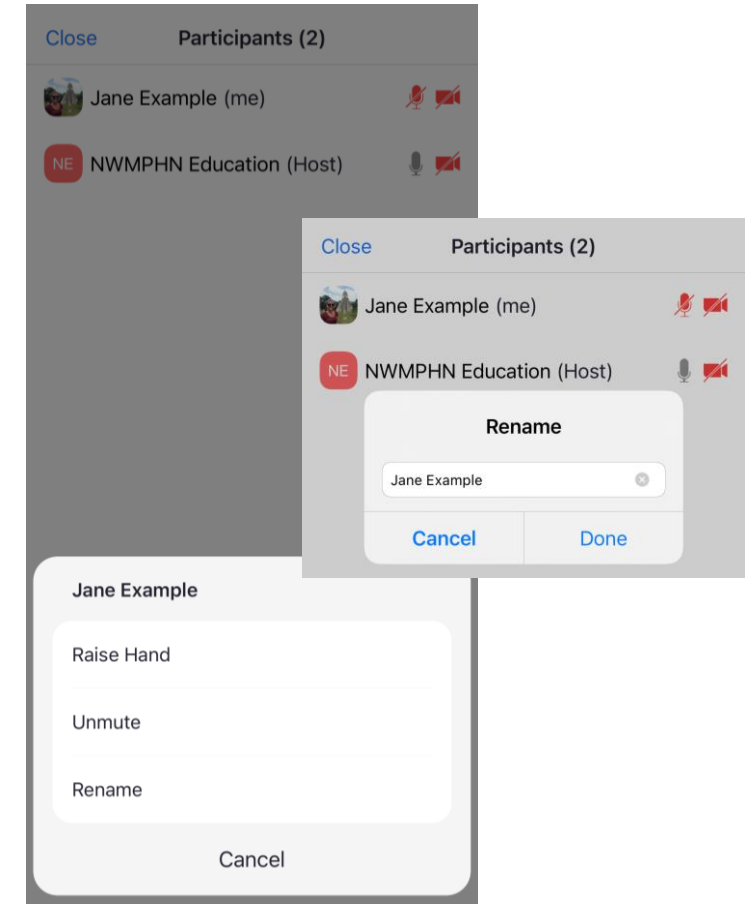 Close Participants (2)
Jane Example (me)
NE NWMPHN Education (Host)
Jane Example
Raise Hand
Unmute
Rename
Cancel
Close Participants (2)
Jane Example (me)
NE NWMPHN Education (Host)
Rename
Jane Example
Cancel Done